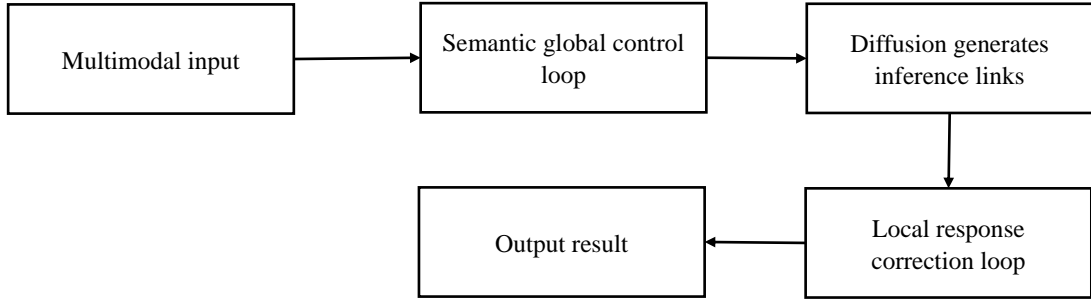 Multimodal input
Semantic global control
loop
Diffusion generates
inference links
Local response
correction loop
Output result